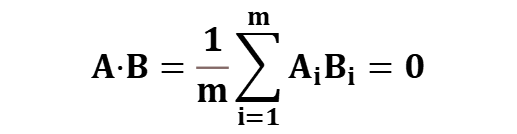 A·B = 1/m ∑_{i=1}^{m} A_i B_i = 0